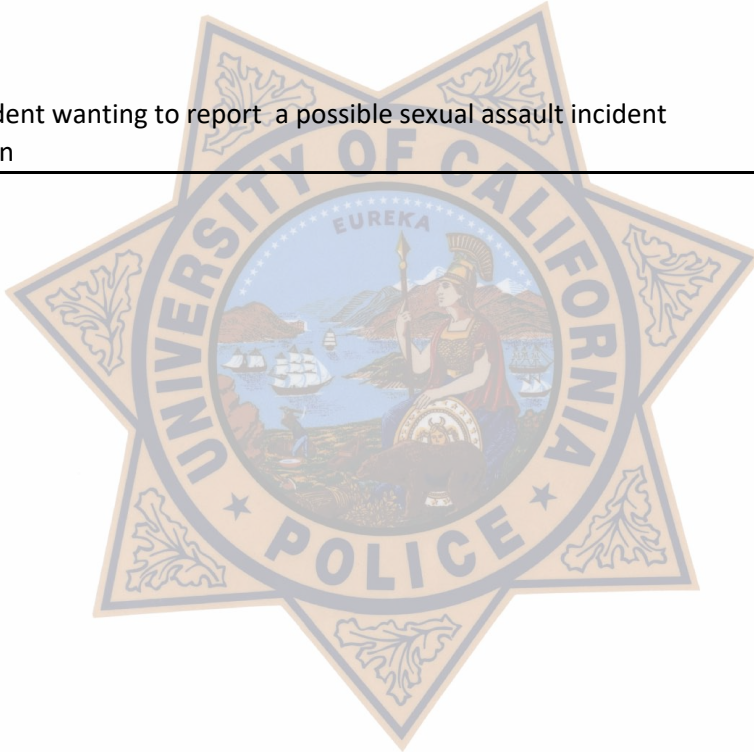 dent wanting to report  a possible sexual assault incident
n
EUREKA
UNIVERSITY OF CALIFORNIA
★ POLICE ★